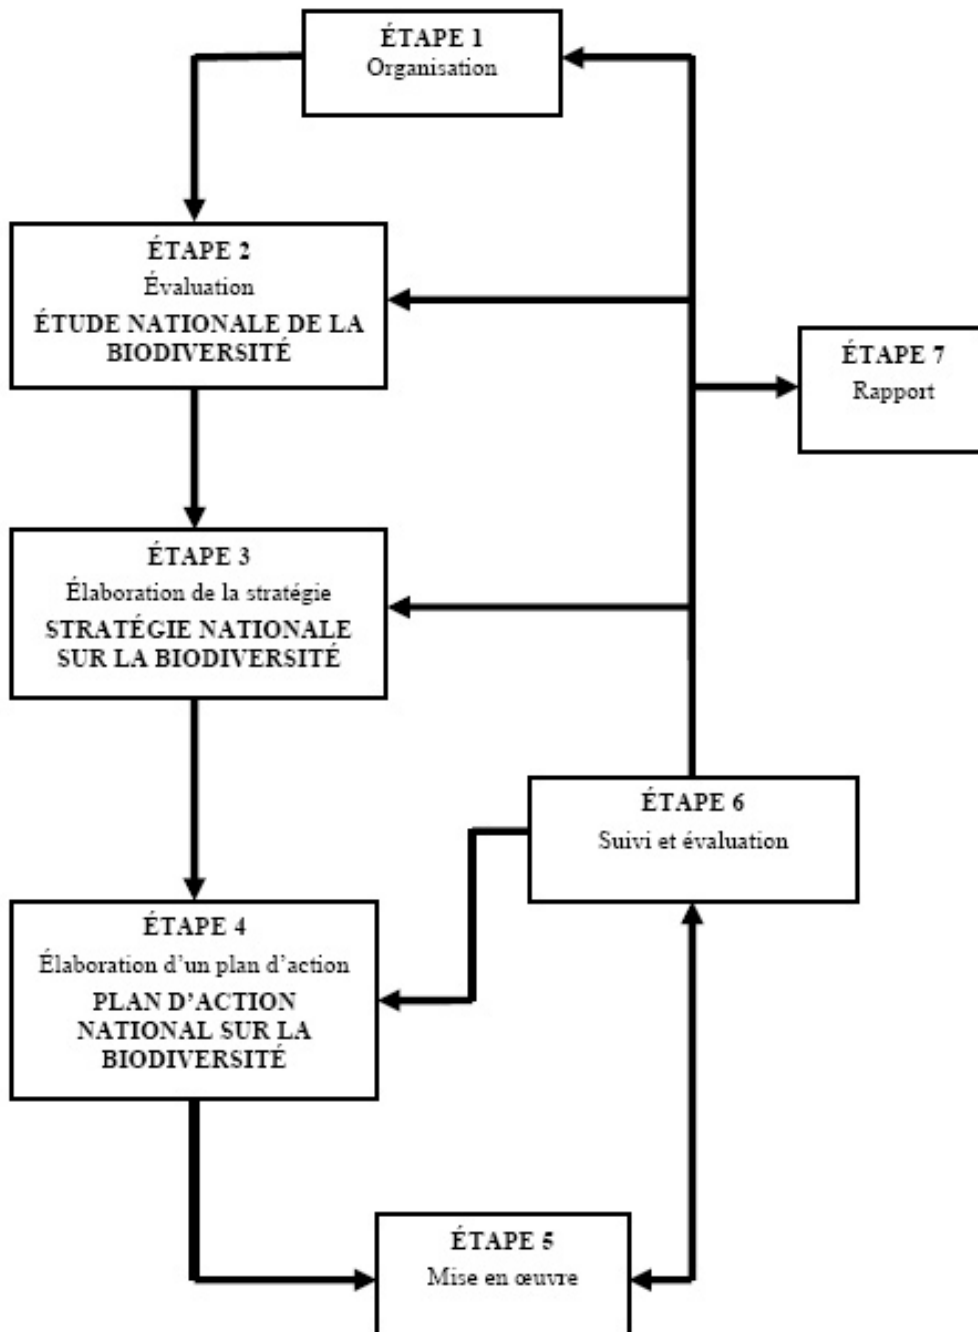 ÉTAPE 1
Organisation
ÉTAPE 2
Évaluation
ÉTUDE NATIONALE DE LA
BIODIVERSITÉ
ÉTAPE 7
Rapport
ÉTAPE 3
Élaboration de la stratégie
STRATÉGIE NATIONALE
SUR LA BIODIVERSITÉ
ÉTAPE 6
Suivi et évaluation
ÉTAPE 4
Élaboration d’un plan d’action
PLAN D’ACTION
NATIONAL SUR LA
BIODIVERSITÉ
ÉTAPE 5
Mise en œuvre